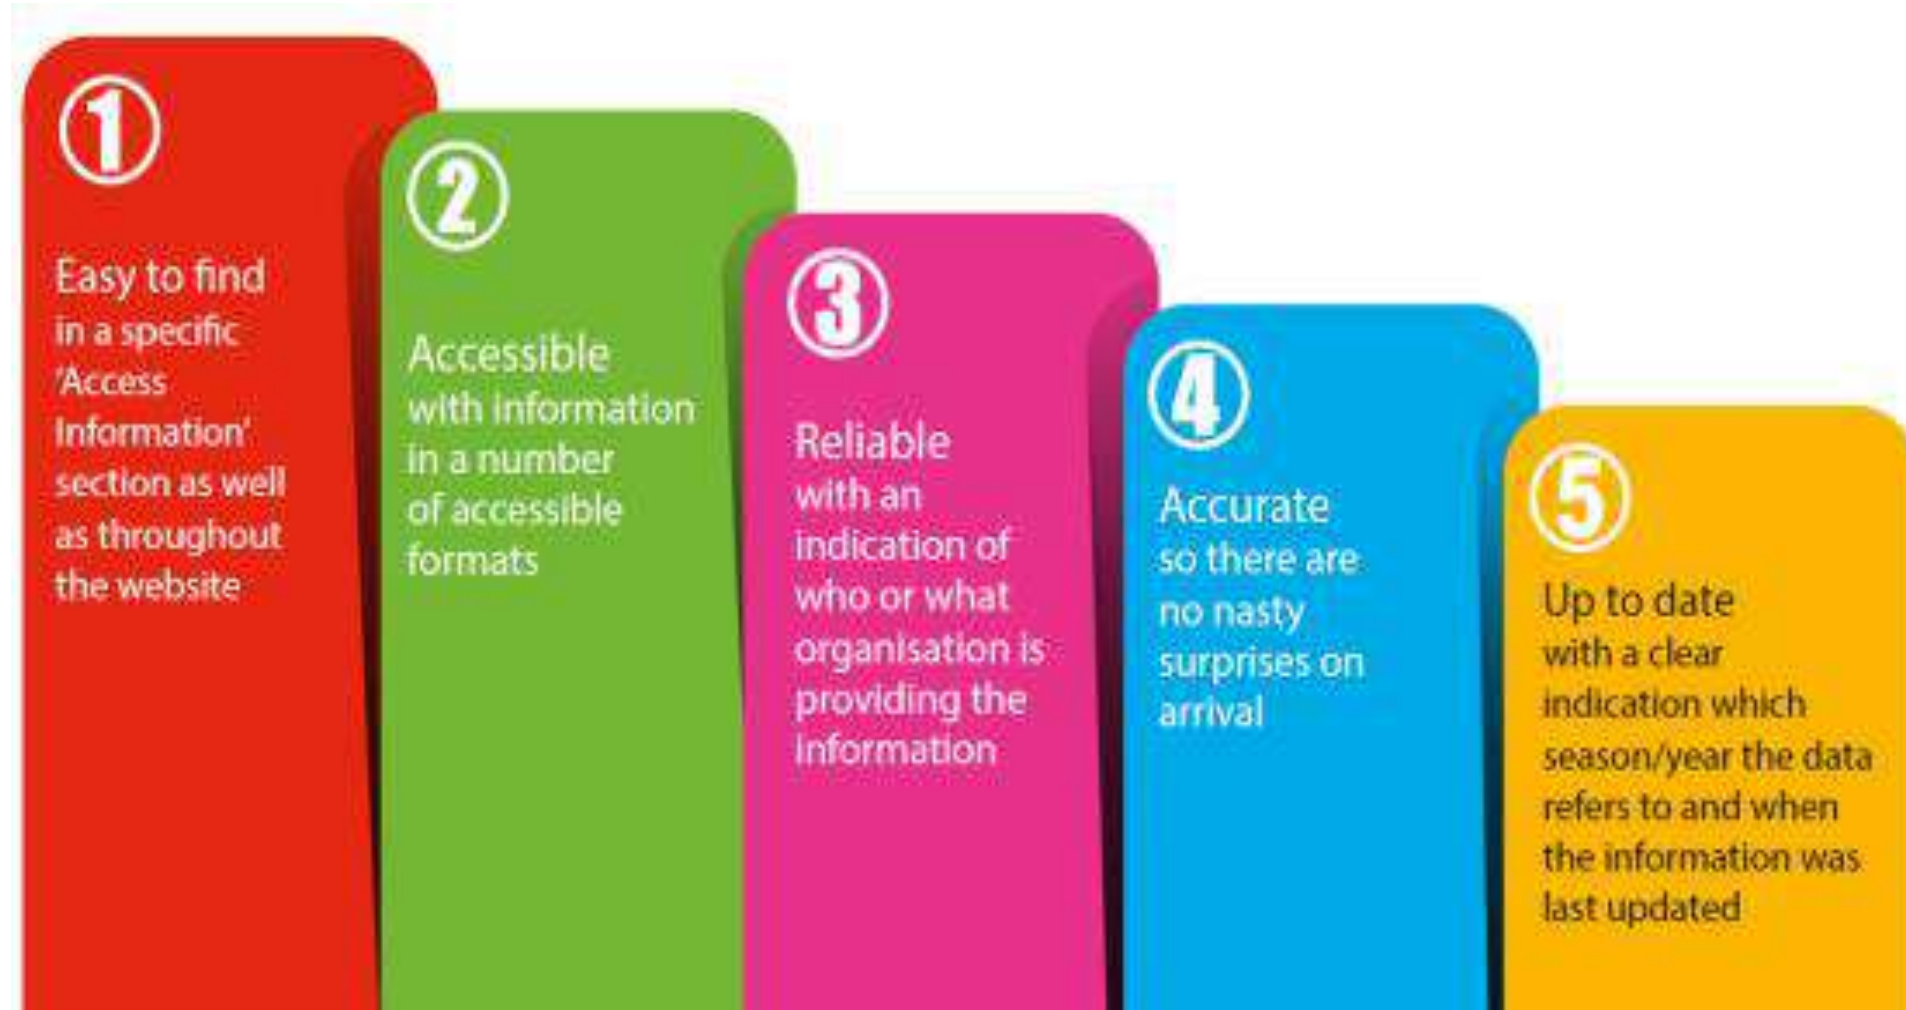 1
Easy to find
in a specific
'Access
Information'
section as well
as throughout
the website
2
Accessible
with information
in a number
of accessible
formats
3
Reliable
with an
indication of
who or what
organisation is
providing the
information
4
Accurate
so there are
no nasty
surprises on
arrival
5
Up to date
with a clear
indication which
season/year the data
refers to and when
the information was
last updated